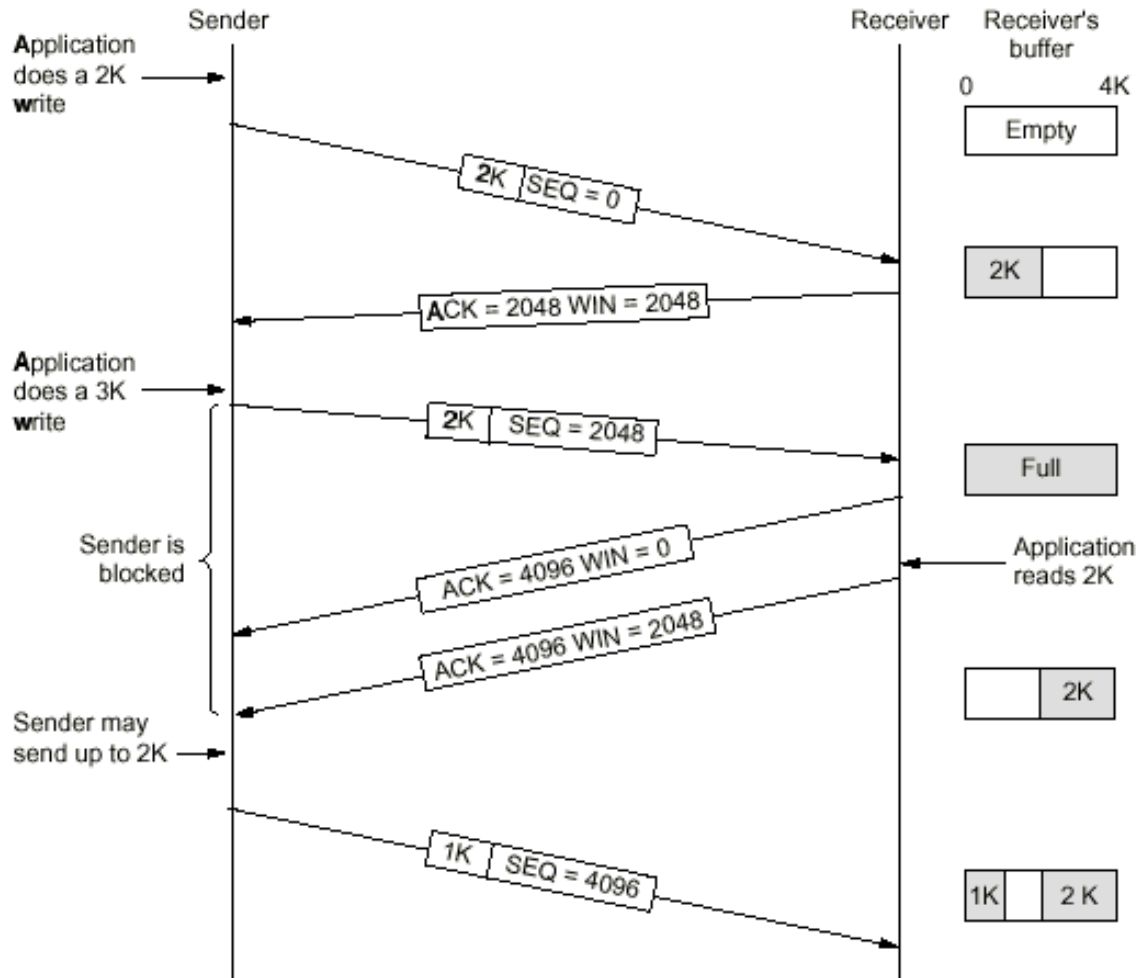 Sender
Receiver
Receiver's
buffer
Application
does a 2K
write
0
4K
Empty
2K SEQ = 0
2K
ACK = 2048 WIN = 2048
Application
does a 3K
write
2K SEQ = 2048
Full
Sender is
blocked
ACK = 4096 WIN = 0
Application
reads 2K
ACK = 4096 WIN = 2048
2K
Sender may
send up to 2K
1K SEQ = 4096
1K 2 K